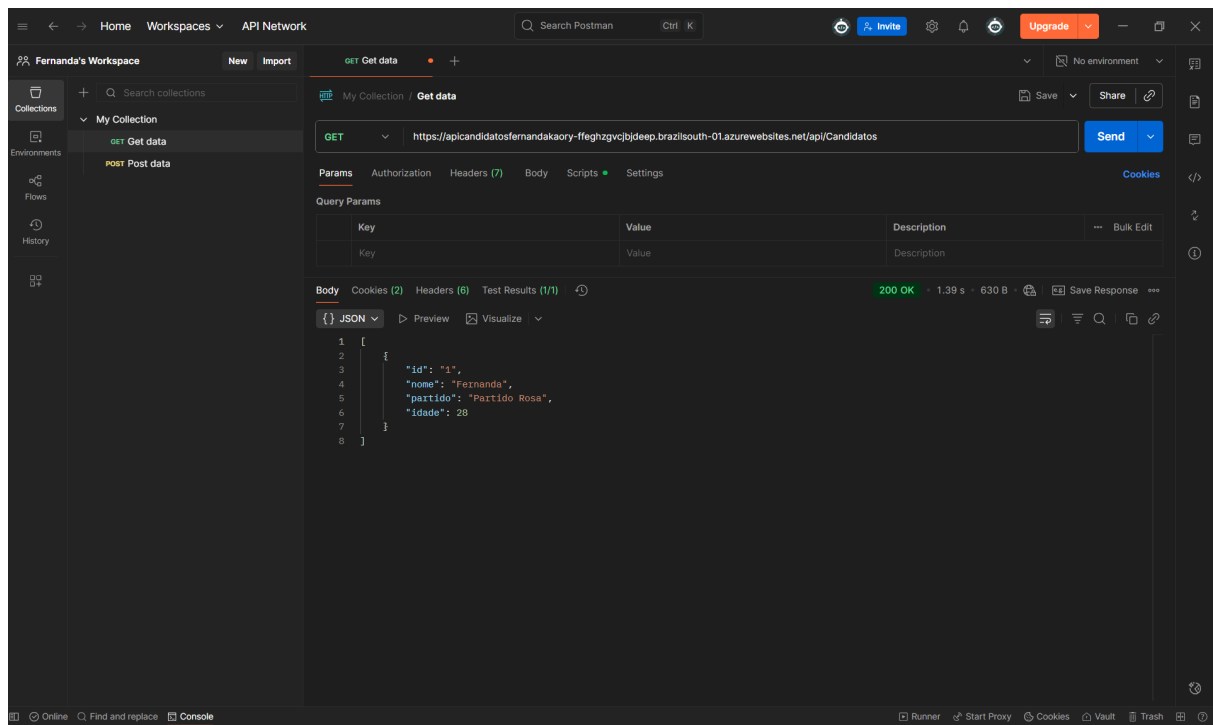 Home Workspaces API Network Search Postman Ctrl K Invite Upgrade
Fernanda's Workspace New Import GET Get data No environment
Collections
Environments
Flows
History
Search collections
My Collection
GET Get data
POST Post data
HTTP My Collection / Get data Save Share
GET https://apicandidatosfernandakaory-ffeghzgvcjbjdeep.brazilsouth-01.azurewebsites.net/api/Candidatos Send
Params Authorization Headers (7) Body Scripts Settings Cookies
Query Params
Key Value Description Bulk Edit
Key Value Description
Body Cookies (2) Headers (6) Test Results (1/1) 200 OK 1.39 s 630 B e.g. Save Response
{} JSON Preview Visualize
1 [
2 {
3 "id": "1",
4 "nome": "Fernanda",
5 "partido": "Partido Rosa",
6 "idade": 28
7 }
8 ]
Online Find and replace Console Runner Start Proxy Cookies Vault Trash